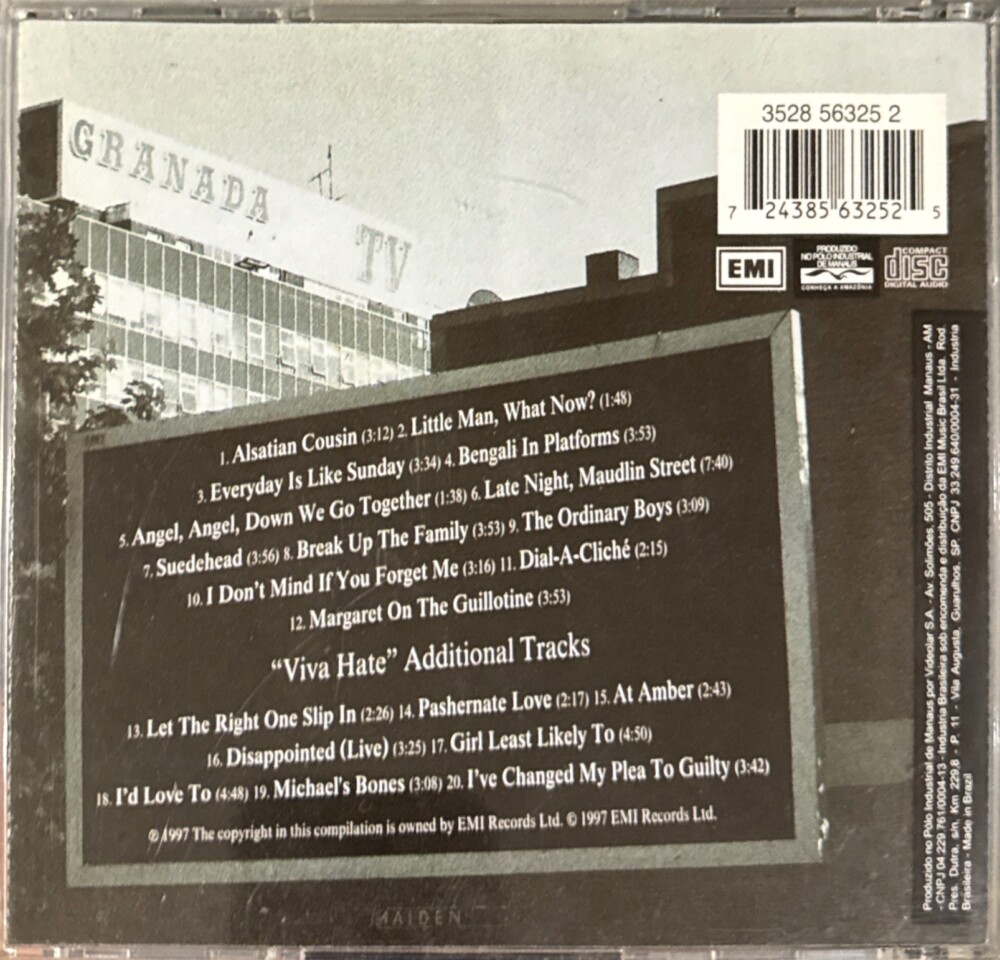 GRANADA TV
3528 56325 2
7 24385 63252 5
EMI
PRODUZIDO
NO POLO INDUSTRIAL
DE MANAUS
CONHEÇA A AMAZÔNIA
COMPACT
disc
DIGITAL AUDIO
1. Alsatian Cousin (3:12) 2. Little Man, What Now? (1:48)
3. Everyday Is Like Sunday (3:34) 4. Bengali In Platforms (3:53)
5. Angel, Angel, Down We Go Together (1:38) 6. Late Night, Maudlin Street (7:40)
7. Suedehead (3:56) 8. Break Up The Family (3:53) 9. The Ordinary Boys (3:09)
10. I Don't Mind If You Forget Me (3:16) 11. Dial-A-Cliché (2:15)
12. Margaret On The Guillotine (3:53)
“Viva Hate” Additional Tracks
13. Let The Right One Slip In (2:26) 14. Pashernate Love (2:17) 15. At Amber (2:43)
16. Disappointed (Live) (3:25) 17. Girl Least Likely To (4:50)
18. I'd Love To (4:48) 19. Michael's Bones (3:08) 20. I've Changed My Plea To Guilty (3:42)
℗ 1997 The copyright in this compilation is owned by EMI Records Ltd. © 1997 EMI Records Ltd.
MAIDEN
Produzido no Pólo Industrial de Manaus por Videolar S.A. - Av. Solimões, 505 - Distrito Industrial Manaus - AM
- CNPJ 04.229.761/0004-13 - Industria Brasileira sob encomenda e distribuição da EMI Music Brasil Ltda. Rod.
Pres. Dutra, s/n, Km 229,8 - P. 11 - Vila Augusta, Guarulhos, SP, CNPJ 33.249.640/0004-31 - Industria
Brasileira - Made in Brazil